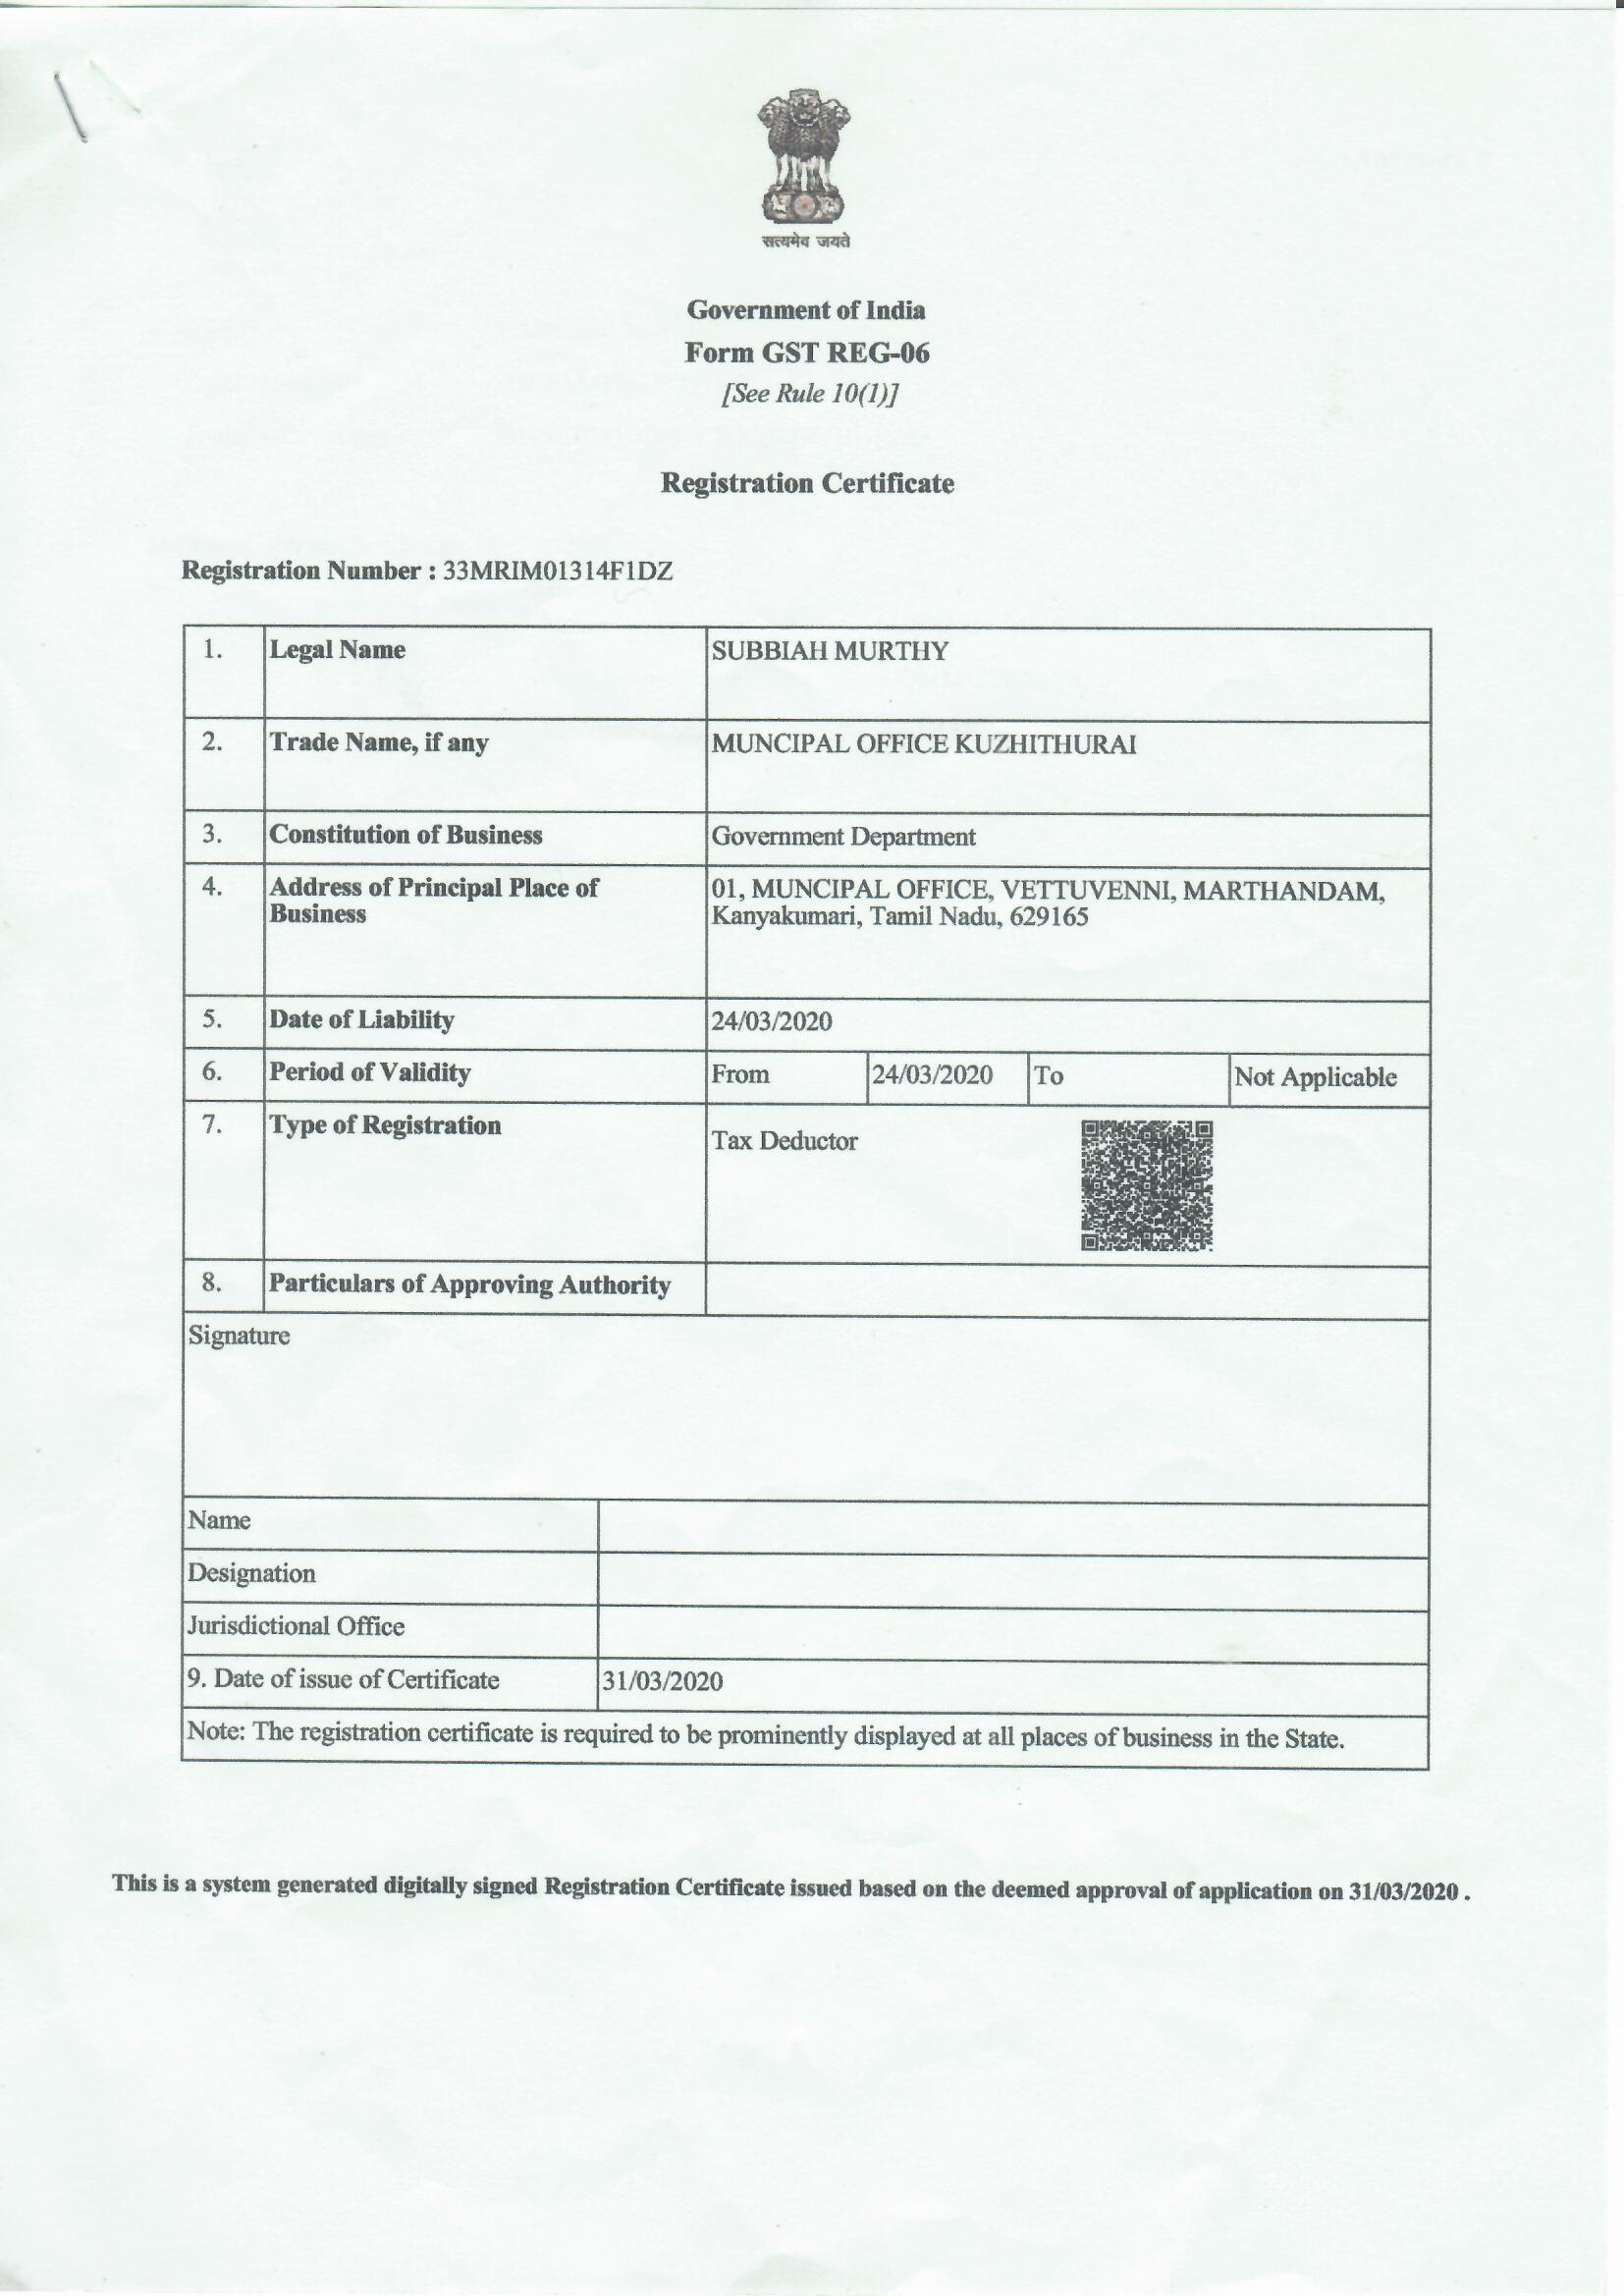 सत्यमेव जयते
Government of India
Form GST REG-06
[See Rule 10(1)]
Registration Certificate
Registration Number : 33MRIM01314F1DZ
1. Legal Name SUBBIAH MURTHY
2. Trade Name, if any MUNCIPAL OFFICE KUZHITHURAI
3. Constitution of Business Government Department
4. Address of Principal Place of Business 01, MUNCIPAL OFFICE, VETTUVENNI, MARTHANDAM,
Kanyakumari, Tamil Nadu, 629165
5. Date of Liability 24/03/2020
6. Period of Validity From 24/03/2020 To Not Applicable
7. Type of Registration Tax Deductor
8. Particulars of Approving Authority
Signature
Name
Designation
Jurisdictional Office
9. Date of issue of Certificate 31/03/2020
Note: The registration certificate is required to be prominently displayed at all places of business in the State.
This is a system generated digitally signed Registration Certificate issued based on the deemed approval of application on 31/03/2020 .